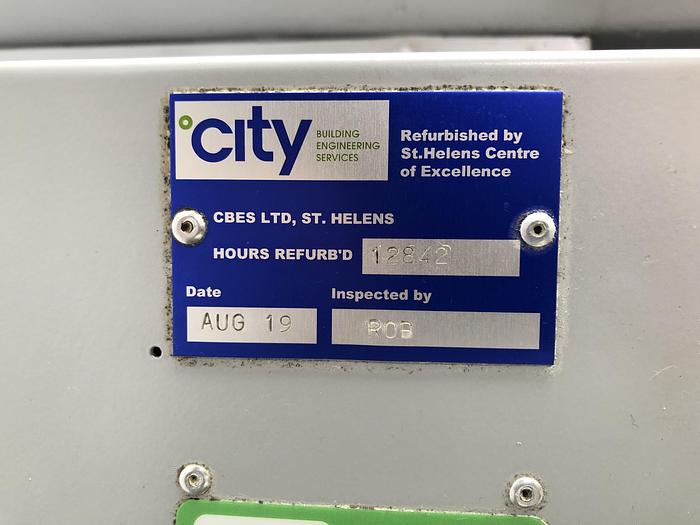 city
BUILDING
ENGINEERING
SERVICES
Refurbished by
St.Helens Centre
of Excellence
CBES LTD, ST. HELENS
HOURS REFURB'D 12842
Date
AUG 19
Inspected by
ROB